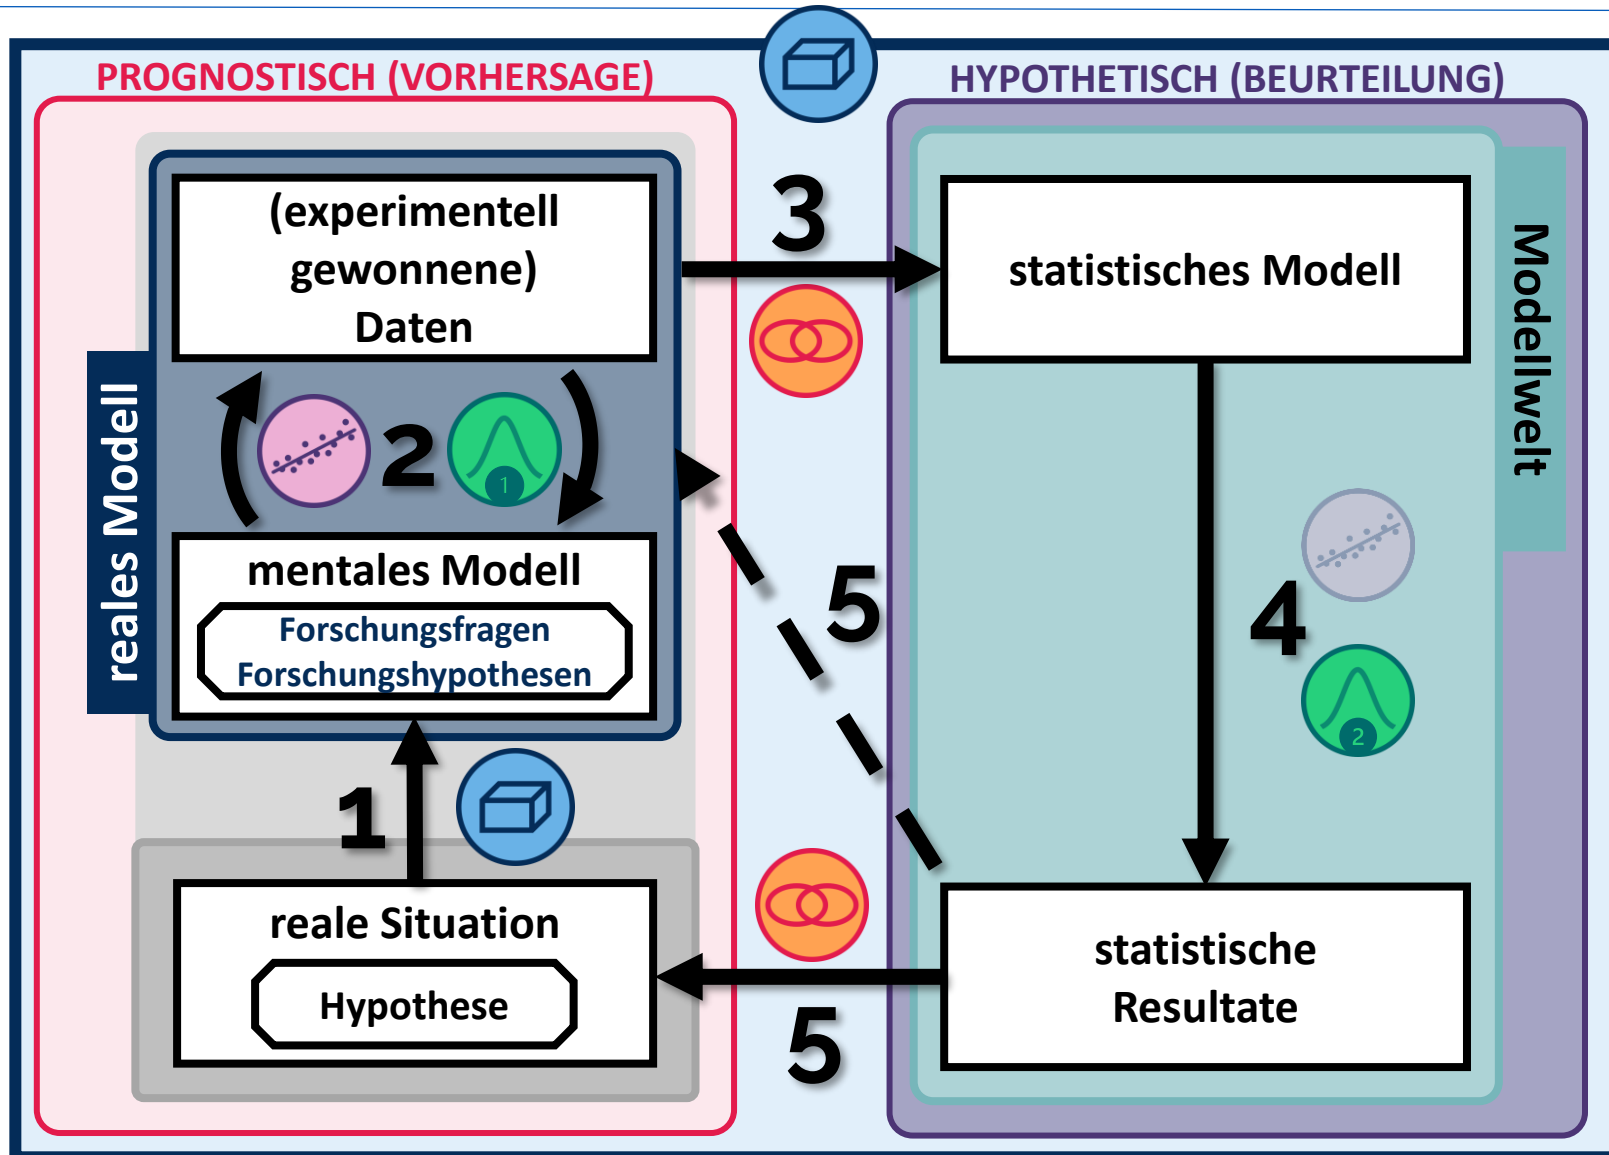 PROGNOSTISCH (VORHERSAGE)
HYPOTHETISCH (BEURTEILUNG)
(experimentell
gewonnene)
Daten
3
statistisches Modell
Modellwelt
reales Modell
2
1
mentales Modell
Forschungsfragen
Forschungshypothesen
5
4
2
1
reale Situation
Hypothese
5
statistische
Resultate